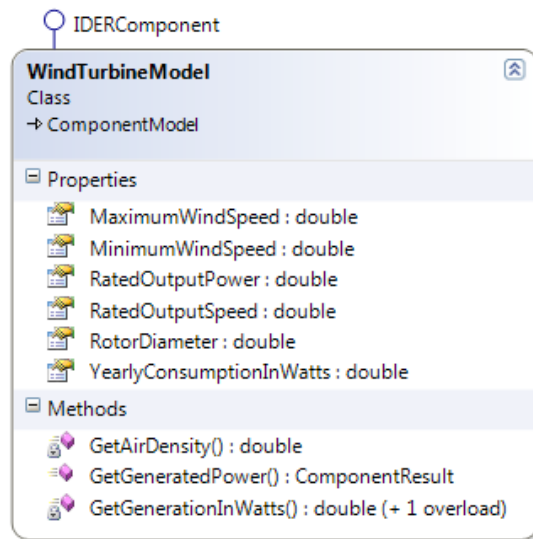 IDERComponent
WindTurbineModel
Class
ComponentModel
Properties
MaximumWindSpeed : double
MinimumWindSpeed : double
RatedOutputPower : double
RatedOutputSpeed : double
RotorDiameter : double
YearlyConsumptionInWatts : double
Methods
GetAirDensity() : double
GetGeneratedPower() : ComponentResult
GetGenerationInWatts() : double (+ 1 overload)